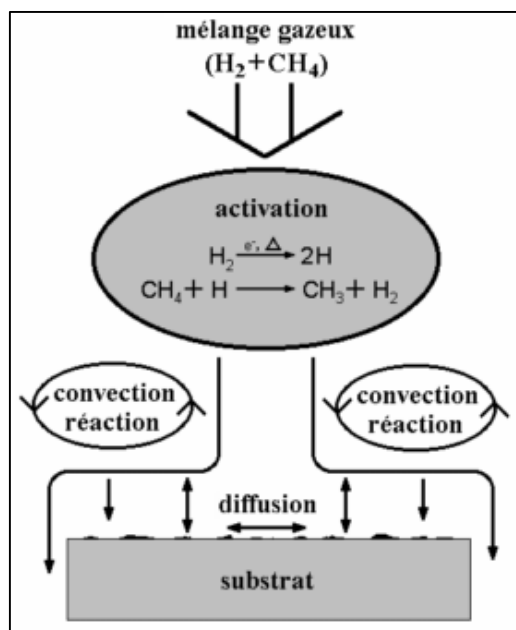 mélange gazeux
(H₂+CH₄)
activation
H₂ e⁻, △ 2H
CH₄ + H ⟶ CH₃ + H₂
convection
réaction
convection
réaction
diffusion
substrat